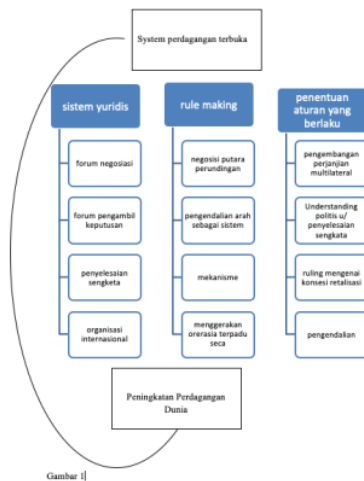 System perdagangan terbuka
sistem yuridis
forum negosiasi
forum pengambil
keputusan
penyelesaian
sengketa
organisasi
internasional
rule making
negosisi putara
perundingan
pengendalian arah
sebagai sistem
mekanisme
menggerakan
orerasia terpadu
seca
penentuan
aturan yang
berlaku
pengembangan
perjanjian
multilateral
Understanding
politis u/
penyelesaian
sengkata
ruling mengenai
konsesi retalisasi
pengendalian
Peningkatan Perdagangan
Dunia
Gambar 1